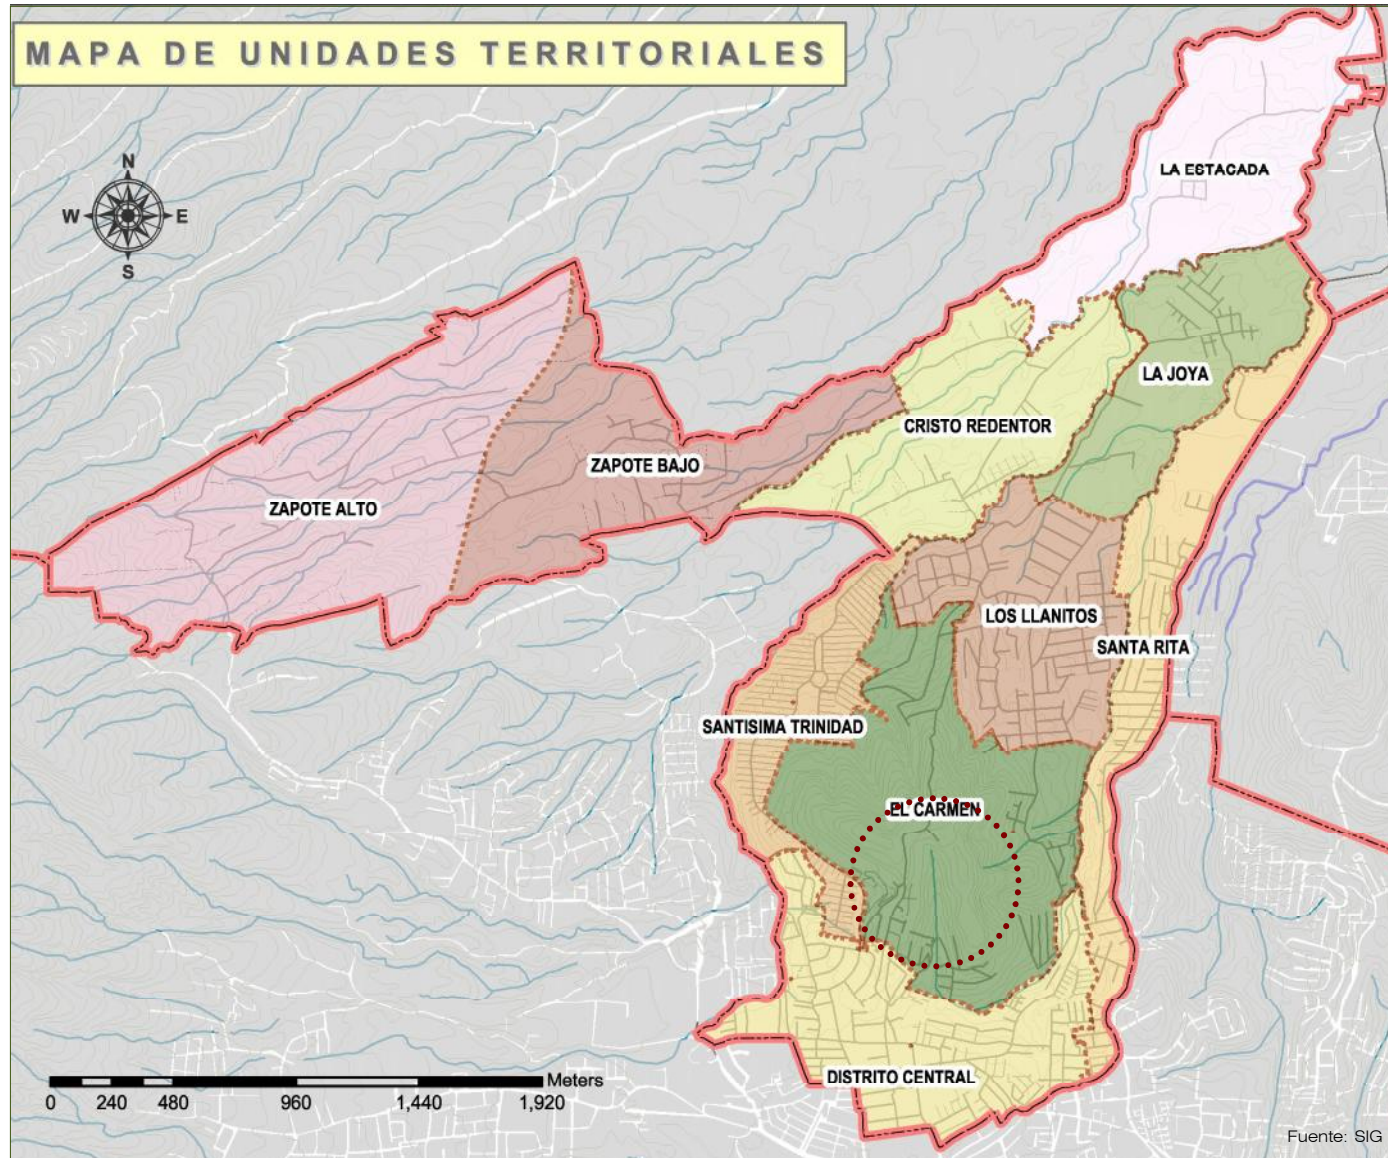 MAPA DE UNIDADES TERRITORIALES
N
W E
S
LA ESTACADA
LA JOYA
CRISTO REDENTOR
ZAPOTE BAJO
ZAPOTE ALTO
LOS LLANITOS
SANTA RITA
SANTISIMA TRINIDAD
EL CARMEN
DISTRITO CENTRAL
Meters
0 240 480 960 1,440 1,920
Fuente: SIG